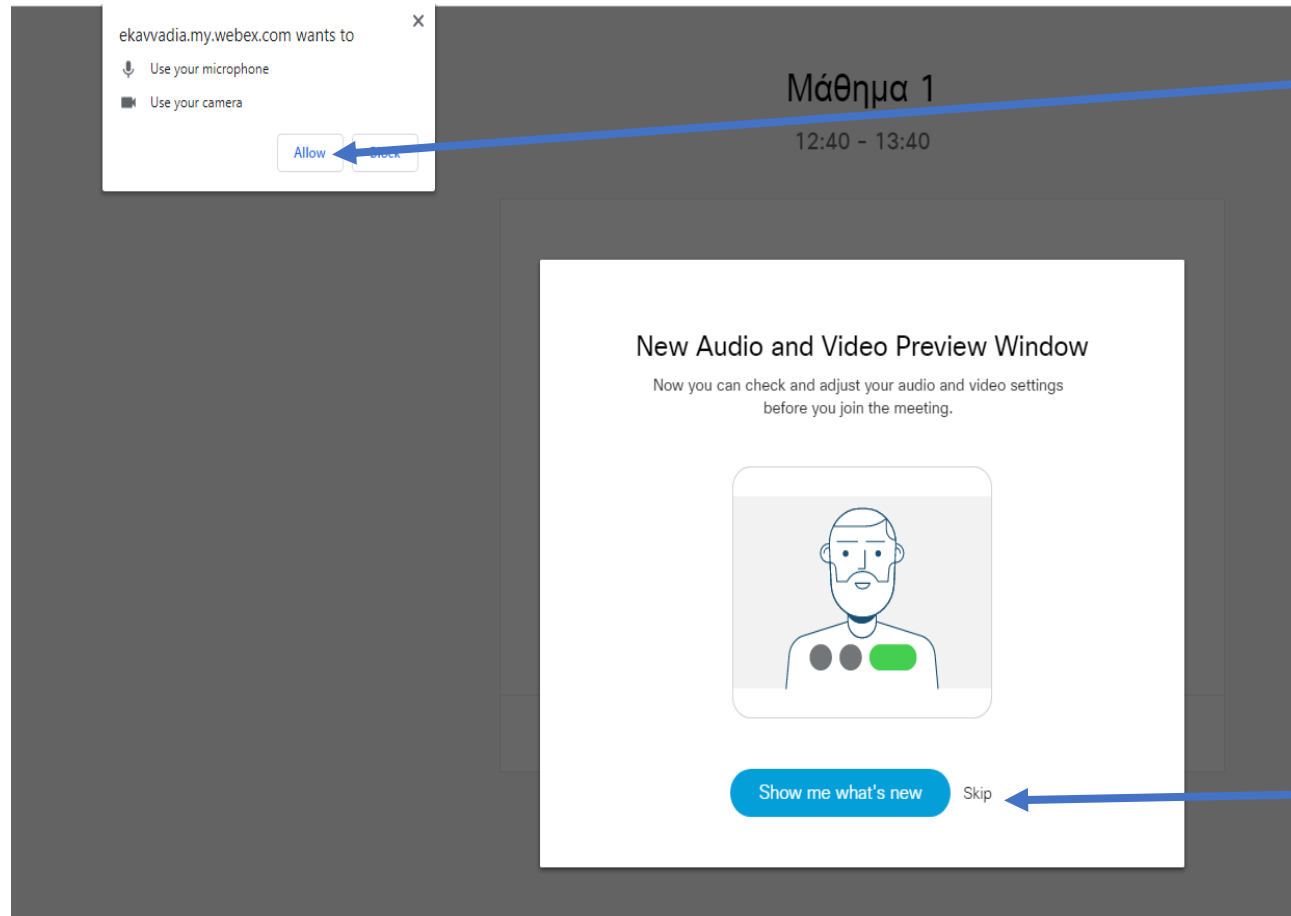 ekavvadia.my.webex.com wants to
Use your microphone
Use your camera
Allow
Block
Μάθημα 1
12:40 - 13:40
New Audio and Video Preview Window
Now you can check and adjust your audio and video settings
before you join the meeting.
Show me what's new
Skip